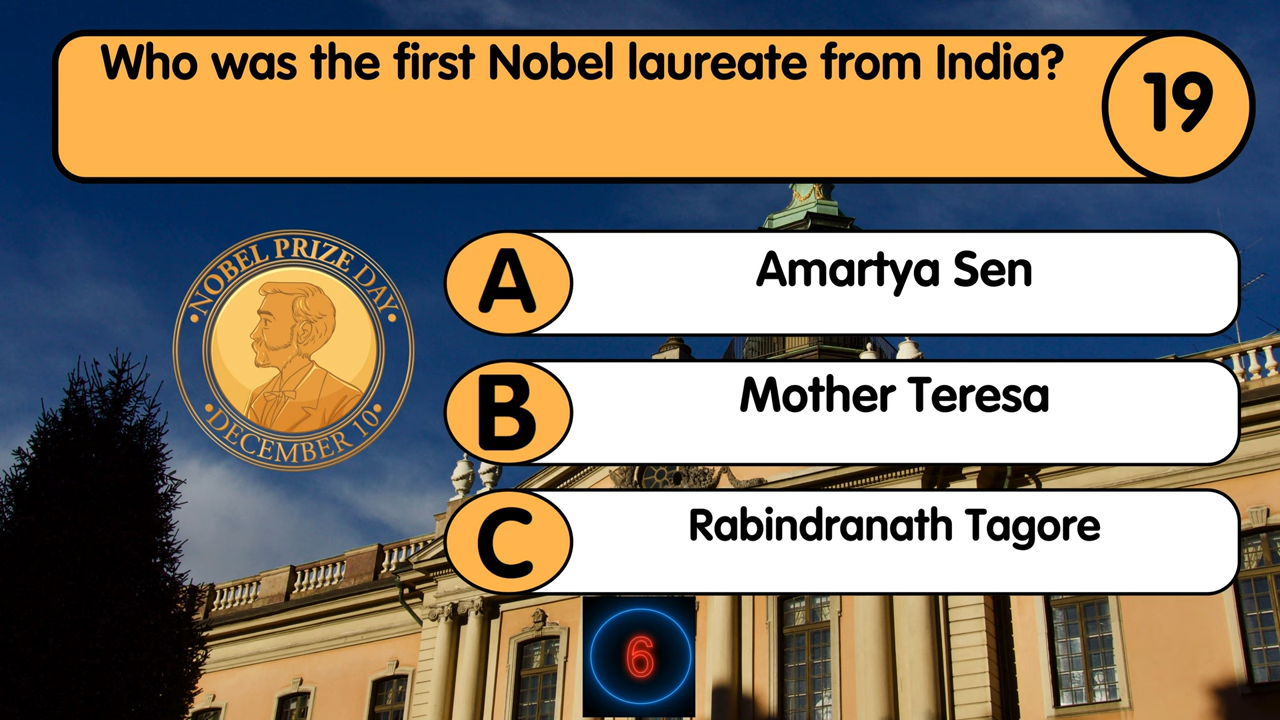 Who was the first Nobel laureate from India?
19
NOBEL PRIZE DAY
DECEMBER 10
A
Amartya Sen
B
Mother Teresa
C
Rabindranath Tagore
6